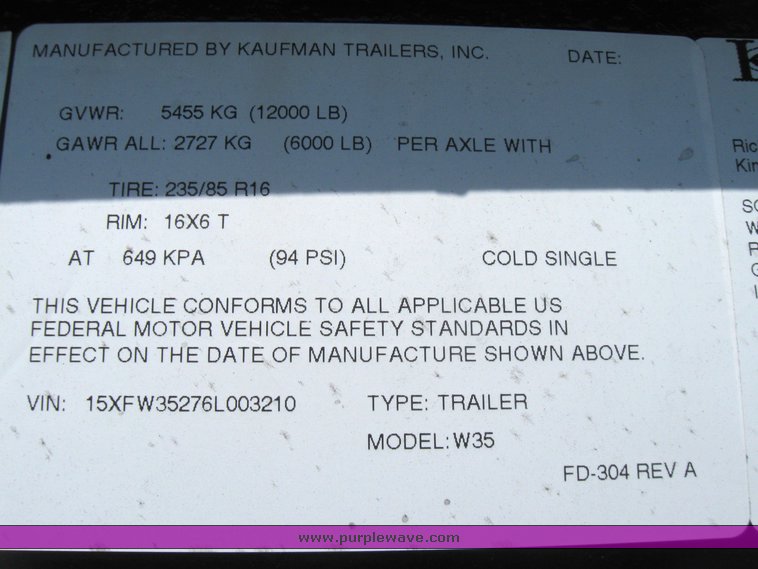 MANUFACTURED BY KAUFMAN TRAILERS, INC. DATE:
GVWR: 5455 KG (12000 LB)
GAWR ALL: 2727 KG (6000 LB) PER AXLE WITH
TIRE: 235/85 R16
RIM: 16X6 T
AT 649 KPA (94 PSI) COLD SINGLE
THIS VEHICLE CONFORMS TO ALL APPLICABLE US
FEDERAL MOTOR VEHICLE SAFETY STANDARDS IN
EFFECT ON THE DATE OF MANUFACTURE SHOWN ABOVE.
VIN: 15XFW35276L003210 TYPE: TRAILER
MODEL: W35
FD-304 REV A
www.purplewave.com